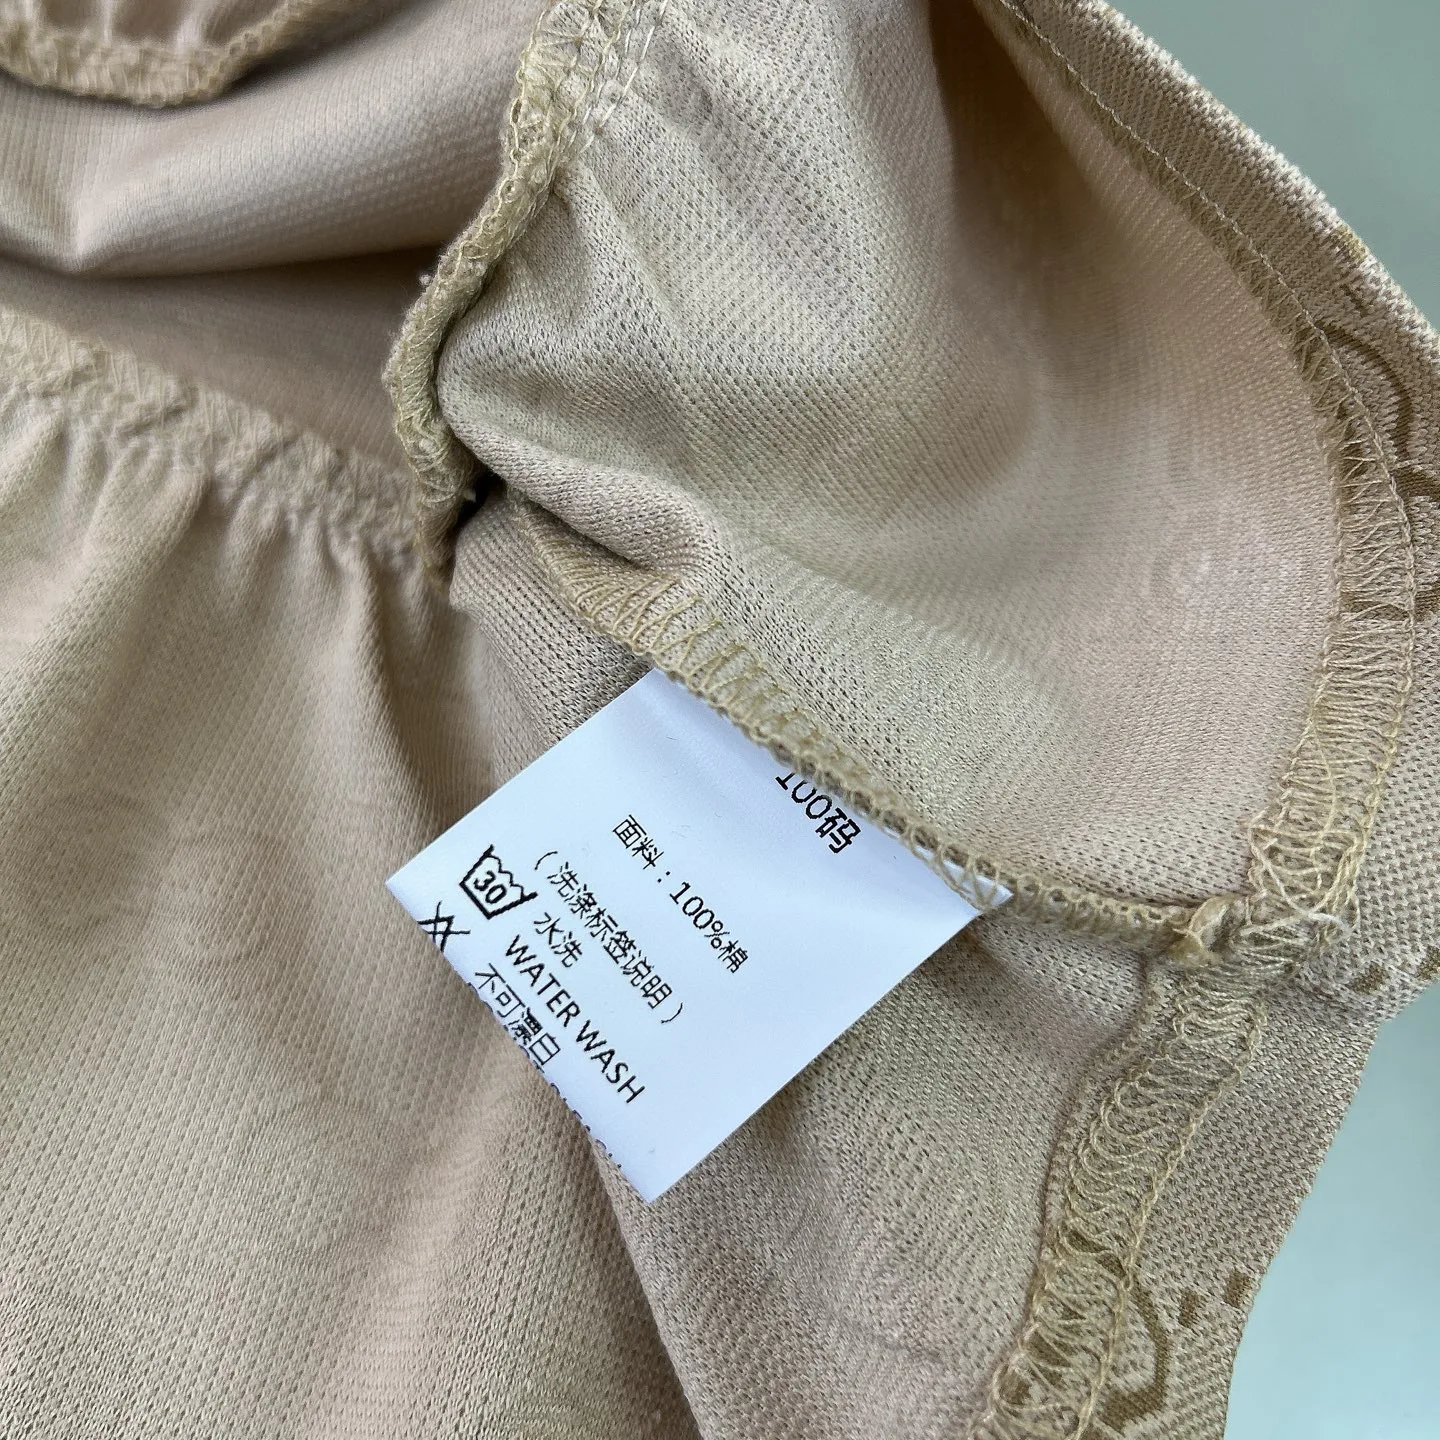 100码
面料：100%棉
（洗涤标签说明）
30
水洗
WATER WASH
不可漂白